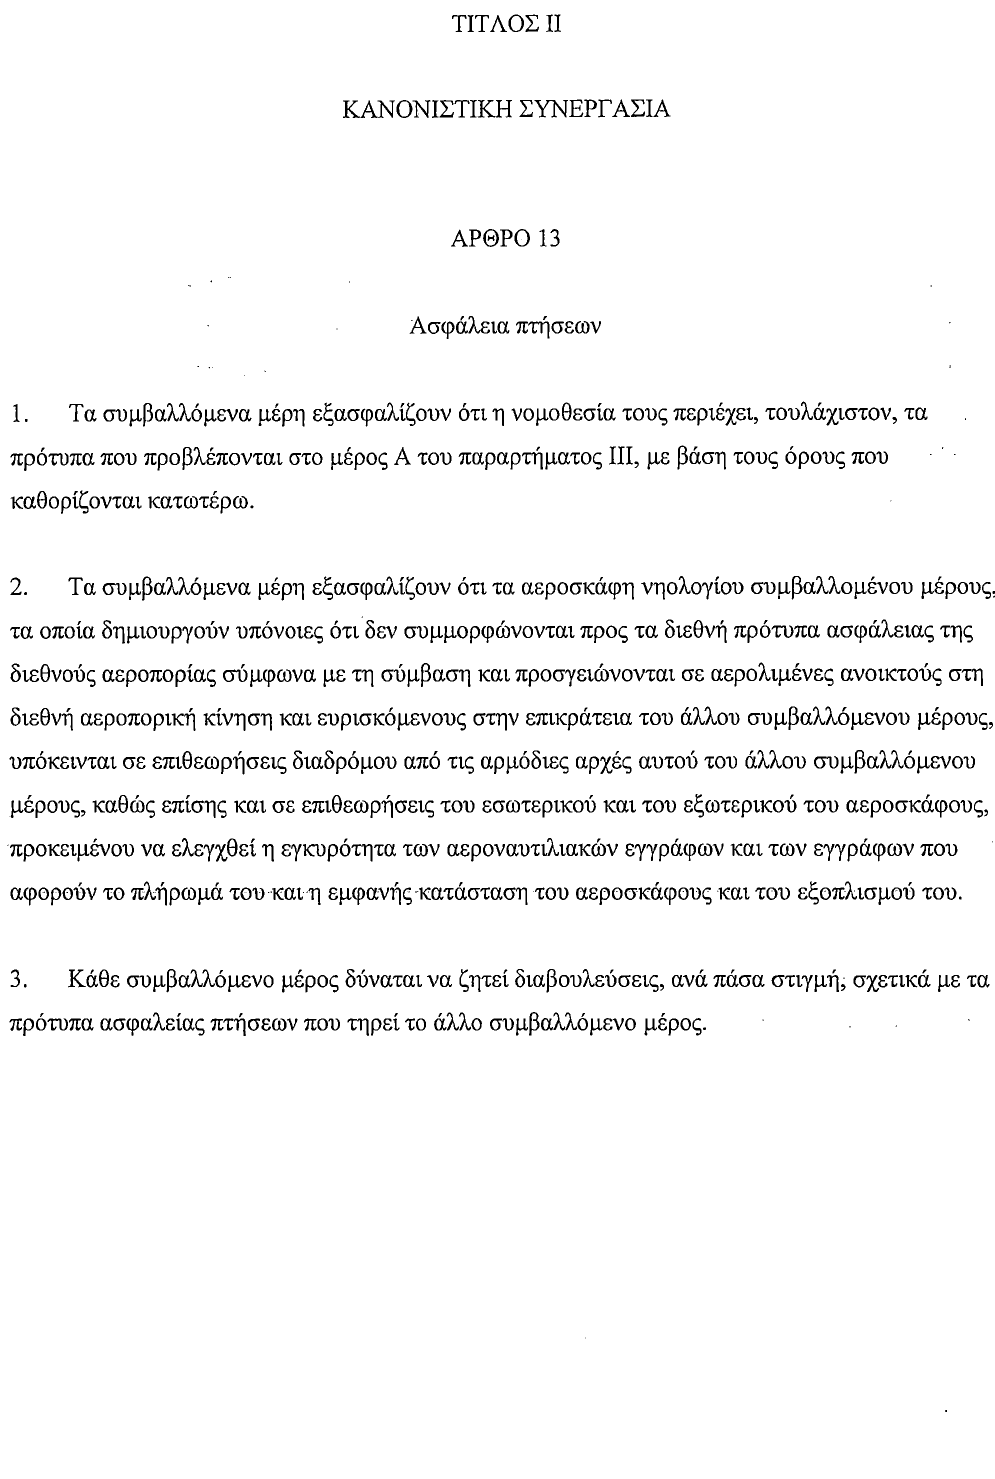 ΤΙΤΛΟΣ ΙΙ
ΚΑΝΟΝΙΣΤΙΚΗ ΣΥΝΕΡΓΑΣΙΑ
ΑΡΘΡΟ 13
Ασφάλεια πτήσεων
1. Τα συμβαλλόμενα μέρη εξασφαλίζουν ότι η νομοθεσία τους περιέχει, τουλάχιστον, τα
πρότυπα που προβλέπονται στο μέρος Α του παραρτήματος ΙΙΙ, με βάση τους όρους που
καθορίζονται κατωτέρω.
2. Τα συμβαλλόμενα μέρη εξασφαλίζουν ότι τα αεροσκάφη νηολογίου συμβαλλομένου μέρους,
τα οποία δημιουργούν υπόνοιες ότι δεν συμμορφώνονται προς τα διεθνή πρότυπα ασφάλειας της
διεθνούς αεροπορίας σύμφωνα με τη σύμβαση και προσγειώνονται σε αερολιμένες ανοικτούς στη
διεθνή αεροπορική κίνηση και ευρισκόμενους στην επικράτεια του άλλου συμβαλλόμενου μέρους,
υπόκεινται σε επιθεωρήσεις διαδρόμου από τις αρμόδιες αρχές αυτού του άλλου συμβαλλόμενου
μέρους, καθώς επίσης και σε επιθεωρήσεις του εσωτερικού και του εξωτερικού του αεροσκάφους,
προκειμένου να ελεγχθεί η εγκυρότητα των αεροναυτιλιακών εγγράφων και των εγγράφων που
αφορούν το πλήρωμά του και η εμφανής κατάσταση του αεροσκάφους και του εξοπλισμού του.
3. Κάθε συμβαλλόμενο μέρος δύναται να ζητεί διαβουλεύσεις, ανά πάσα στιγμή, σχετικά με τα
πρότυπα ασφαλείας πτήσεων που τηρεί το άλλο συμβαλλόμενο μέρος.